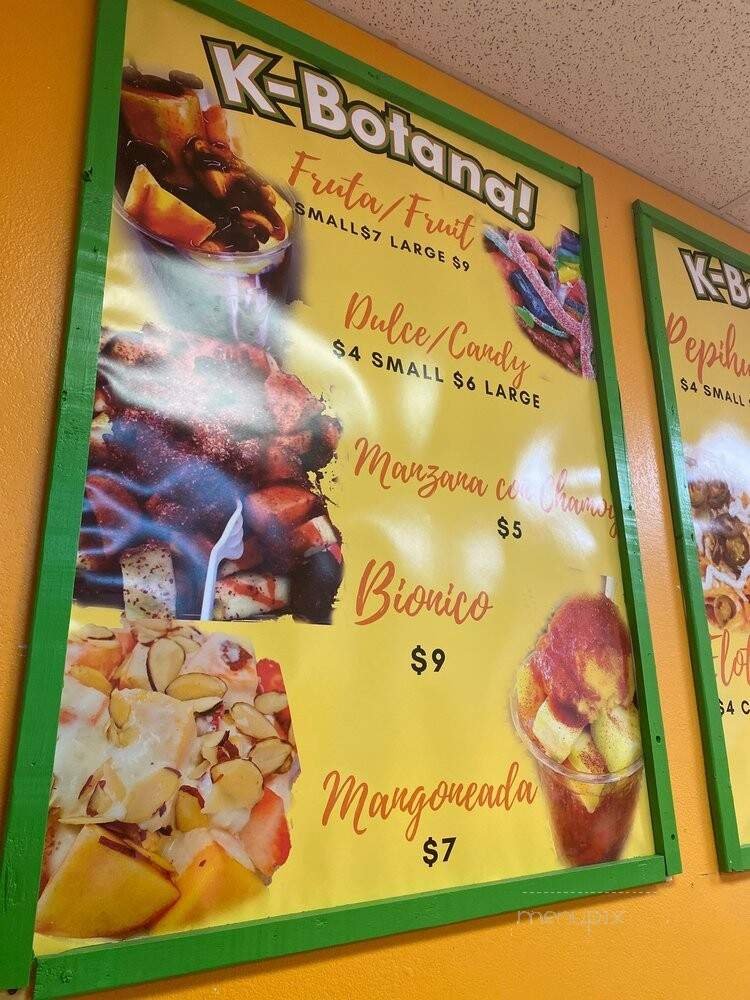 K-Botana!
Fruta/Fruit
SMALL$7 LARGE $9
Dulce/Candy
$4 SMALL $6 LARGE
Manzana con Chamoy
$5
Bionico
$9
Mangoneada
$7
K-B
$4 SMALL
$4
menupix